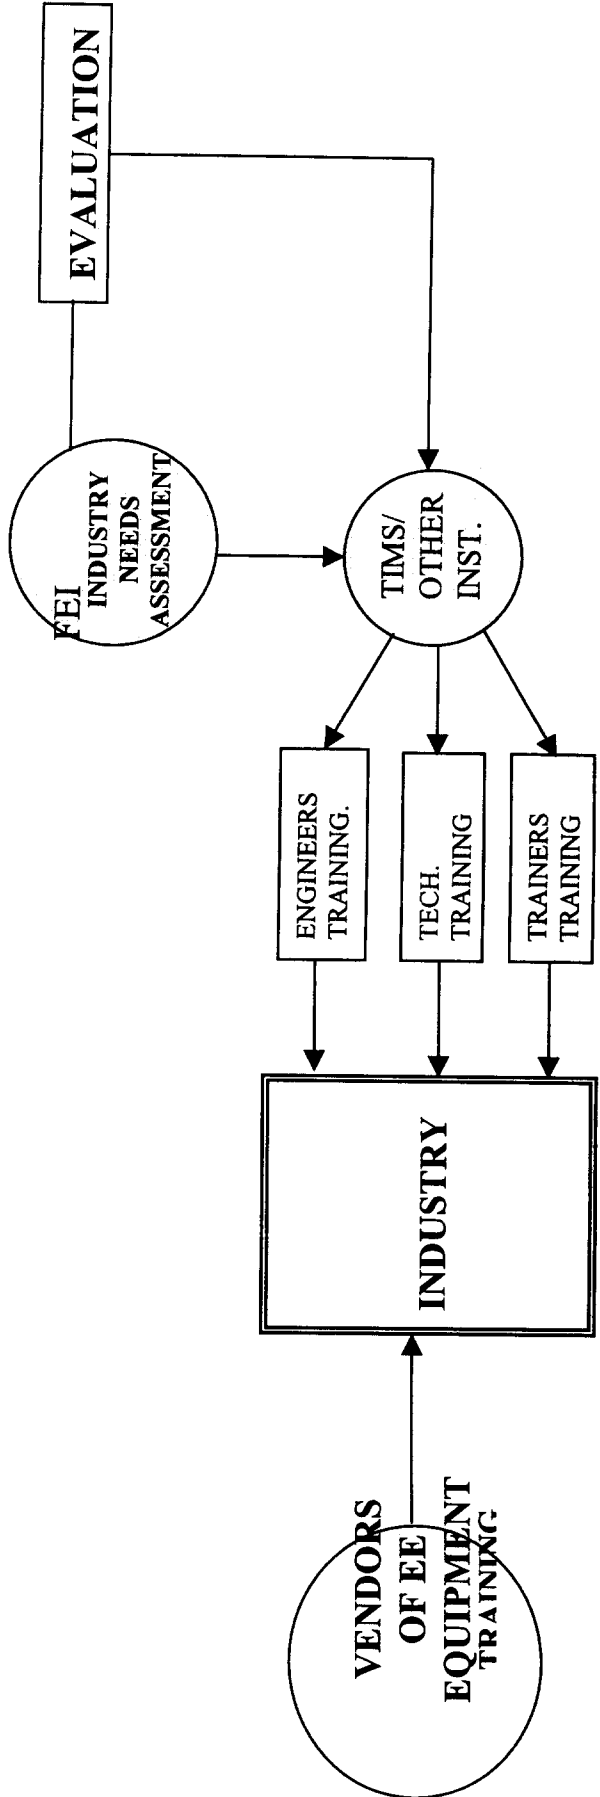 EVALUATION
FEI
INDUSTRY
NEEDS
ASSESSMENT
TIMS/
OTHER
INST.
ENGINEERS
TRAINING.
TECH.
TRAINING
TRAINERS
TRAINING
INDUSTRY
VENDORS
OF EE
EQUIPMENT
TRAINING